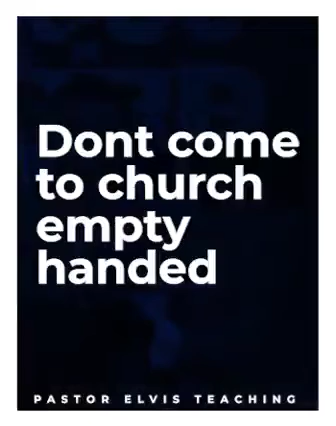 Dont come
to church
empty
handed
PASTOR ELVIS TEACHING